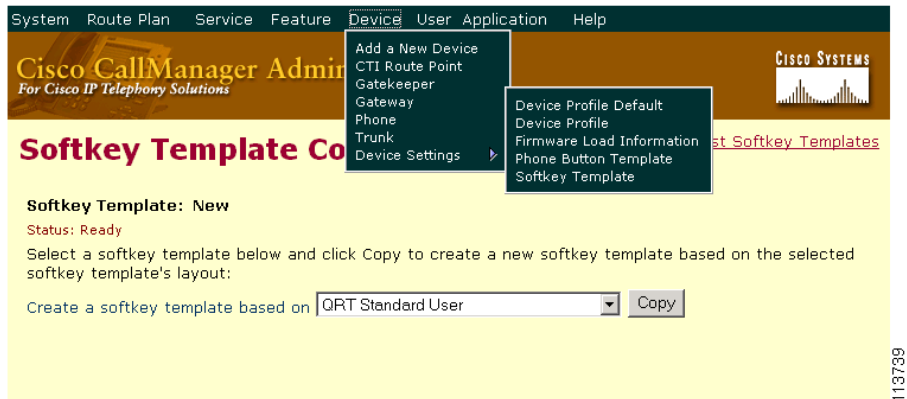 System Route Plan Service Feature Device User Application Help
Cisco CallManager Admin
For Cisco IP Telephony Solutions
CISCO SYSTEMS
Add a New Device
CTI Route Point
Gatekeeper
Gateway
Phone
Trunk
Device Settings
Device Profile Default
Device Profile
Firmware Load Information
Phone Button Template
Softkey Template
Softkey Template Co
st Softkey Templates
Softkey Template: New
Status: Ready
Select a softkey template below and click Copy to create a new softkey template based on the selected
softkey template's layout:
Create a softkey template based on QRT Standard User Copy
113739